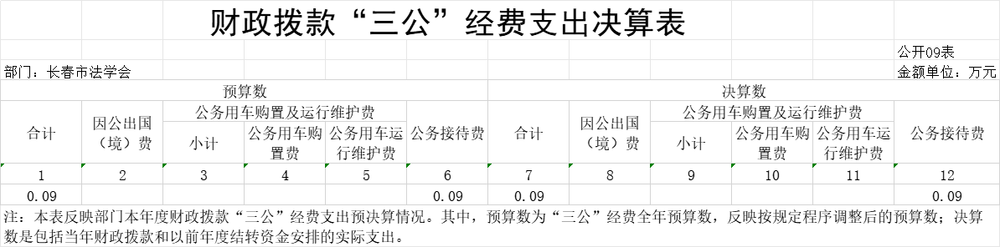 财政拨款“三公”经费支出决算表
公开09表
部门：长春市法学会 金额单位：万元
预算数 决算数
合计 因公出国（境）费 公务用车购置及运行维护费 公务接待费 合计 因公出国（境）费 公务用车购置及运行维护费 公务接待费
小计 公务用车购置费 公务用车运行维护费 小计 公务用车购置费 公务用车运行维护费
1 2 3 4 5 6 7 8 9 10 11 12
0.09 0.09 0.09 0.09
注：本表反映部门本年度财政拨款“三公”经费支出预决算情况。其中，预算数为“三公”经费全年预算数，反映按规定程序调整后的预算数；决算
数是包括当年财政拨款和以前年度结转资金安排的实际支出。